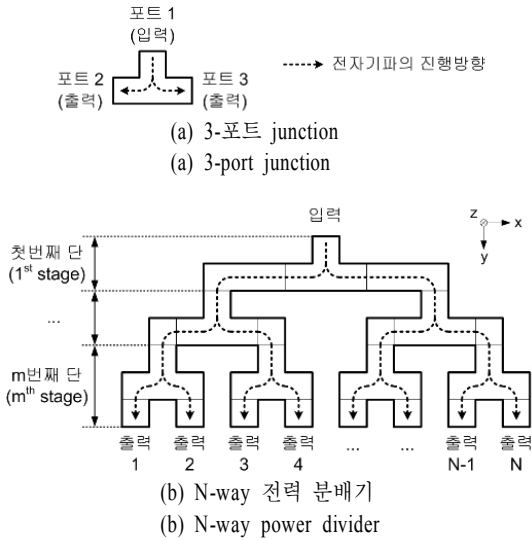 포트 1
(입력)
포트 2
(출력)
포트 3
(출력)
전자기파의 진행방향
(a) 3-포트 junction
(a) 3-port junction
입력
z
x
y
첫번째 단
(1st stage)
...
m번째 단
(mth stage)
출력 출력 출력 출력 ... ... 출력 출력
1 2 3 4 N-1 N
(b) N-way 전력 분배기
(b) N-way power divider